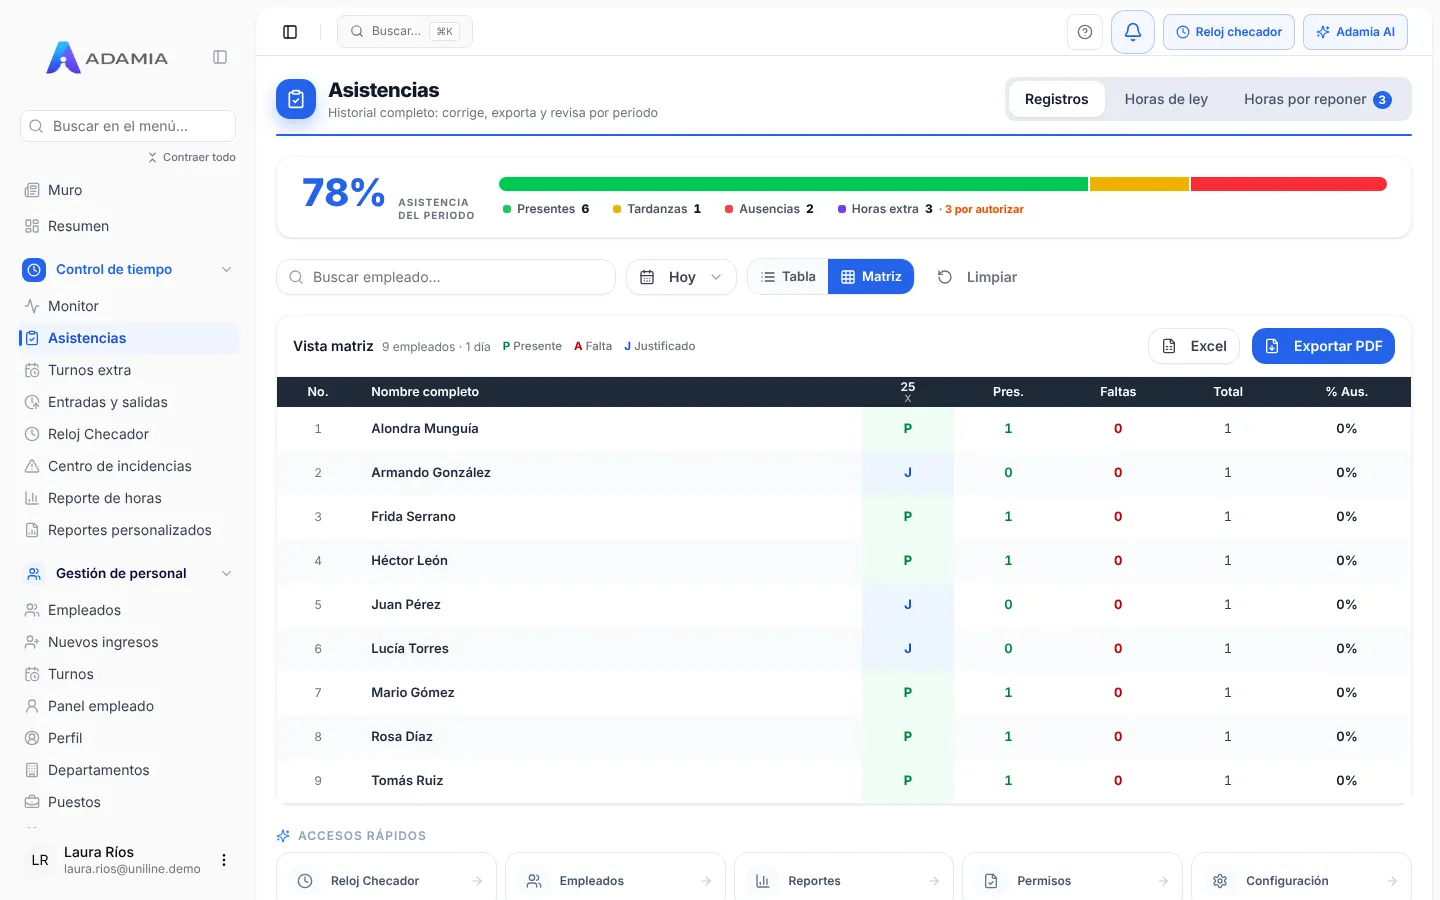 ADAMIA
Buscar en el menú...
Contraer todo
Muro
Resumen
Control de tiempo
Monitor
Asistencias
Turnos extra
Entradas y salidas
Reloj Checador
Centro de incidencias
Reporte de horas
Reportes personalizados
Gestión de personal
Empleados
Nuevos ingresos
Turnos
Panel empleado
Perfil
Departamentos
Puestos
LR
Laura Ríos
laura.rios@uniline.demo
Buscar... ⌘K
Reloj checador
Adamia AI
Asistencias
Historial completo: corrige, exporta y revisa por periodo
Registros Horas de ley Horas por reponer 3
78% ASISTENCIA
DEL PERIODO
Presentes 6 Tardanzas 1 Ausencias 2 Horas extra 3 · 3 por autorizar
Buscar empleado...
Hoy
Tabla Matriz
Limpiar
Vista matriz 9 empleados · 1 día P Presente A Falta J Justificado
Excel
Exportar PDF
No. Nombre completo 25 Pres. Faltas Total % Aus.
X
1 Alondra Munguía P 1 0 1 0%
2 Armando González J 0 0 1 0%
3 Frida Serrano P 1 0 1 0%
4 Héctor León P 1 0 1 0%
5 Juan Pérez J 0 0 1 0%
6 Lucía Torres J 0 0 1 0%
7 Mario Gómez P 1 0 1 0%
8 Rosa Díaz P 1 0 1 0%
9 Tomás Ruiz P 1 0 1 0%
ACCESOS RÁPIDOS
Reloj Checador
Empleados
Reportes
Permisos
Configuración